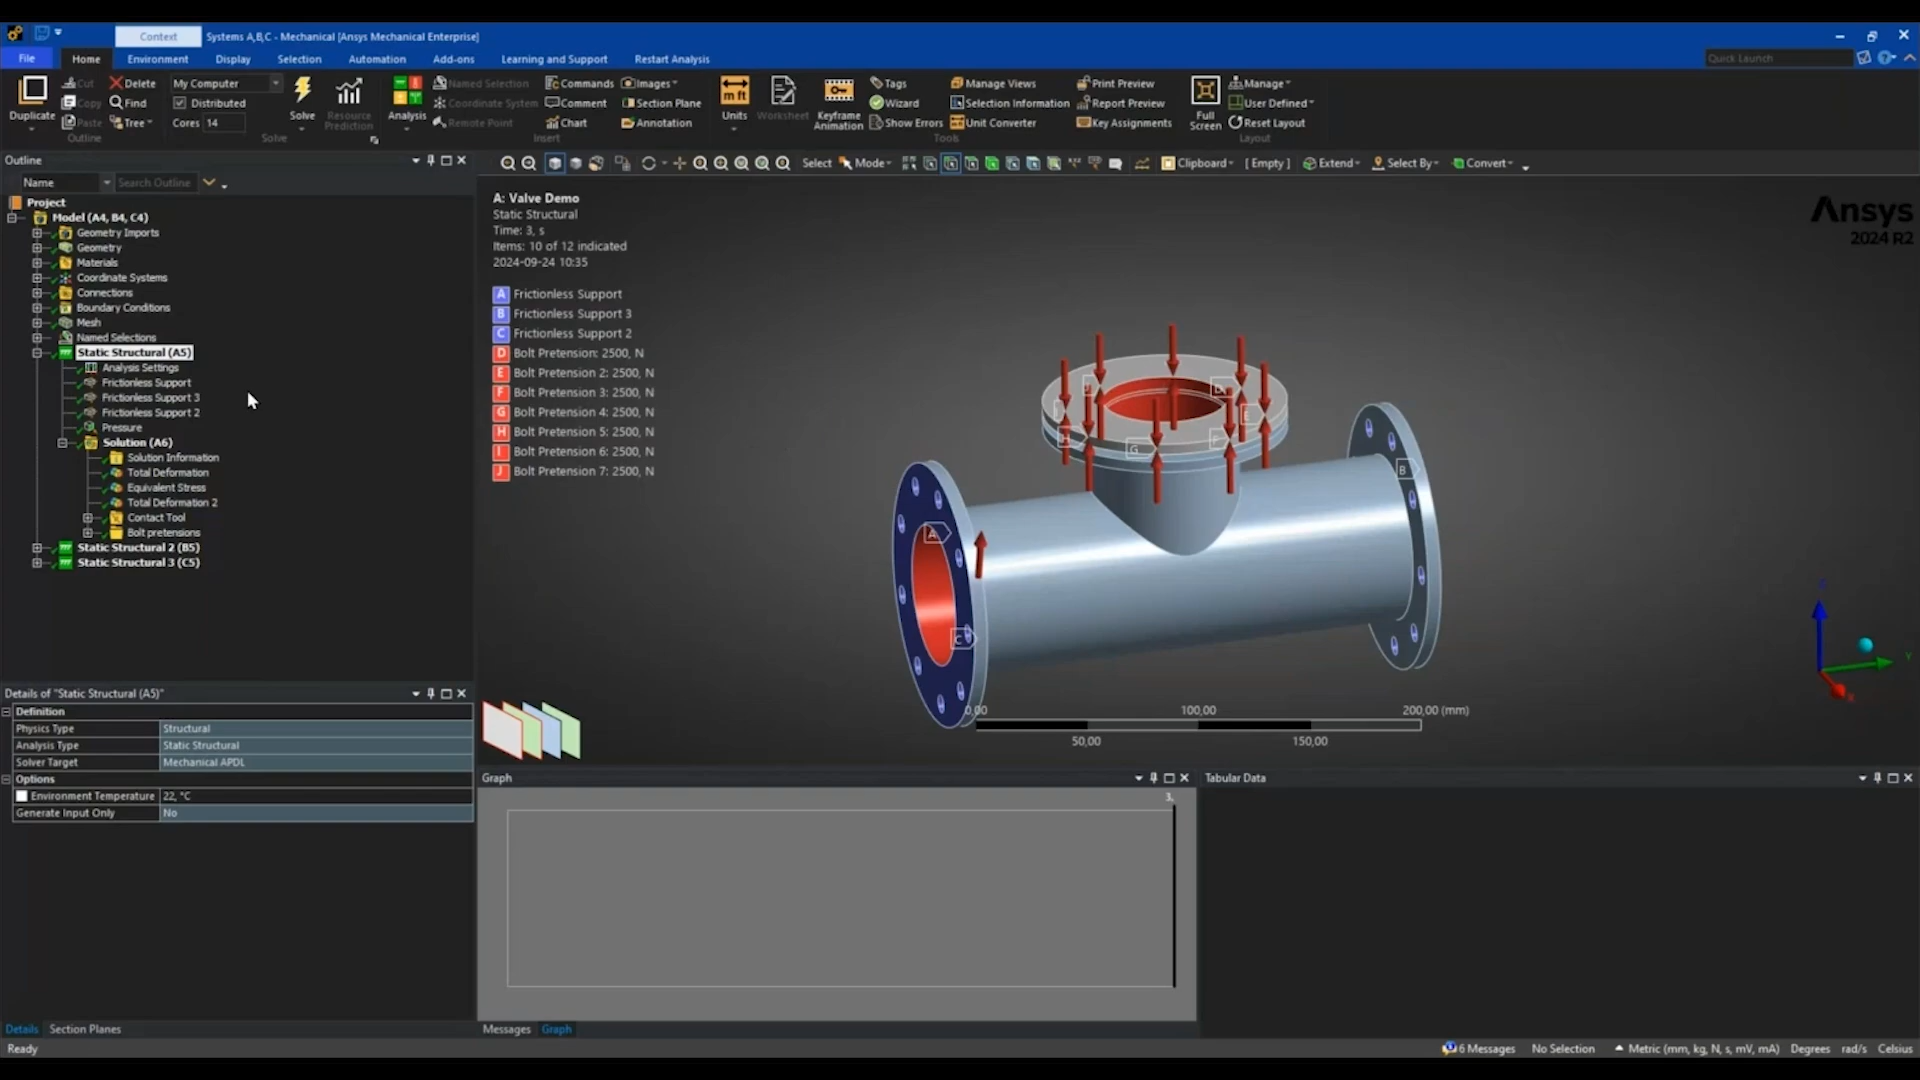 Context
Systems A,B,C - Mechanical [Ansys Mechanical Enterprise]
File
Home
Environment
Display
Selection
Automation
Add-ons
Learning and Support
Restart Analysis
Quick Launch
Duplicate
Cut
Copy
Paste
Delete
Find
Tree
Outline
My Computer
Distributed
Cores 14
Solve
Resource
Prediction
Solve
Analysis
Named Selection
Coordinate System
Remote Point
Commands
Comment
Chart
Images
Section Plane
Annotation
Insert
Units
Worksheet
Keyframe
Animation
Tags
Wizard
Show Errors
Manage Views
Selection Information
Unit Converter
Print Preview
Report Preview
Key Assignments
Tools
Full
Screen
Manage
User Defined
Reset Layout
Layout
Outline
Name
Search Outline
Select
Mode
Clipboard
[ Empty ]
Extend
Select By
Convert
Project
Model (A4, B4, C4)
Geometry Imports
Geometry
Materials
Coordinate Systems
Connections
Boundary Conditions
Mesh
Named Selections
Static Structural (A5)
Analysis Settings
Frictionless Support
Frictionless Support 3
Frictionless Support 2
Pressure
Solution (A6)
Solution Information
Total Deformation
Equivalent Stress
Total Deformation 2
Contact Tool
Bolt pretensions
Static Structural 2 (B5)
Static Structural 3 (C5)
A: Valve Demo
Static Structural
Time: 3, s
Items: 10 of 12 indicated
2024-09-24 10:35
A Frictionless Support
B Frictionless Support 3
C Frictionless Support 2
D Bolt Pretension: 2500, N
E Bolt Pretension 2: 2500, N
F Bolt Pretension 3: 2500, N
G Bolt Pretension 4: 2500, N
H Bolt Pretension 5: 2500, N
I Bolt Pretension 6: 2500, N
J Bolt Pretension 7: 2500, N
Ansys
2024 R2
J
D
I
E
H
G
F
B
A
C
Z
Y
X
0,00
100,00
200,00 (mm)
50,00
150,00
Details of "Static Structural (A5)"
Definition
Physics Type Structural
Analysis Type Static Structural
Solver Target Mechanical APDL
Options
Environment Temperature 22, °C
Generate Input Only No
Graph
3,
Tabular Data
Details
Section Planes
Messages
Graph
Ready
6 Messages
No Selection
Metric (mm, kg, N, s, mV, mA)
Degrees
rad/s
Celsius